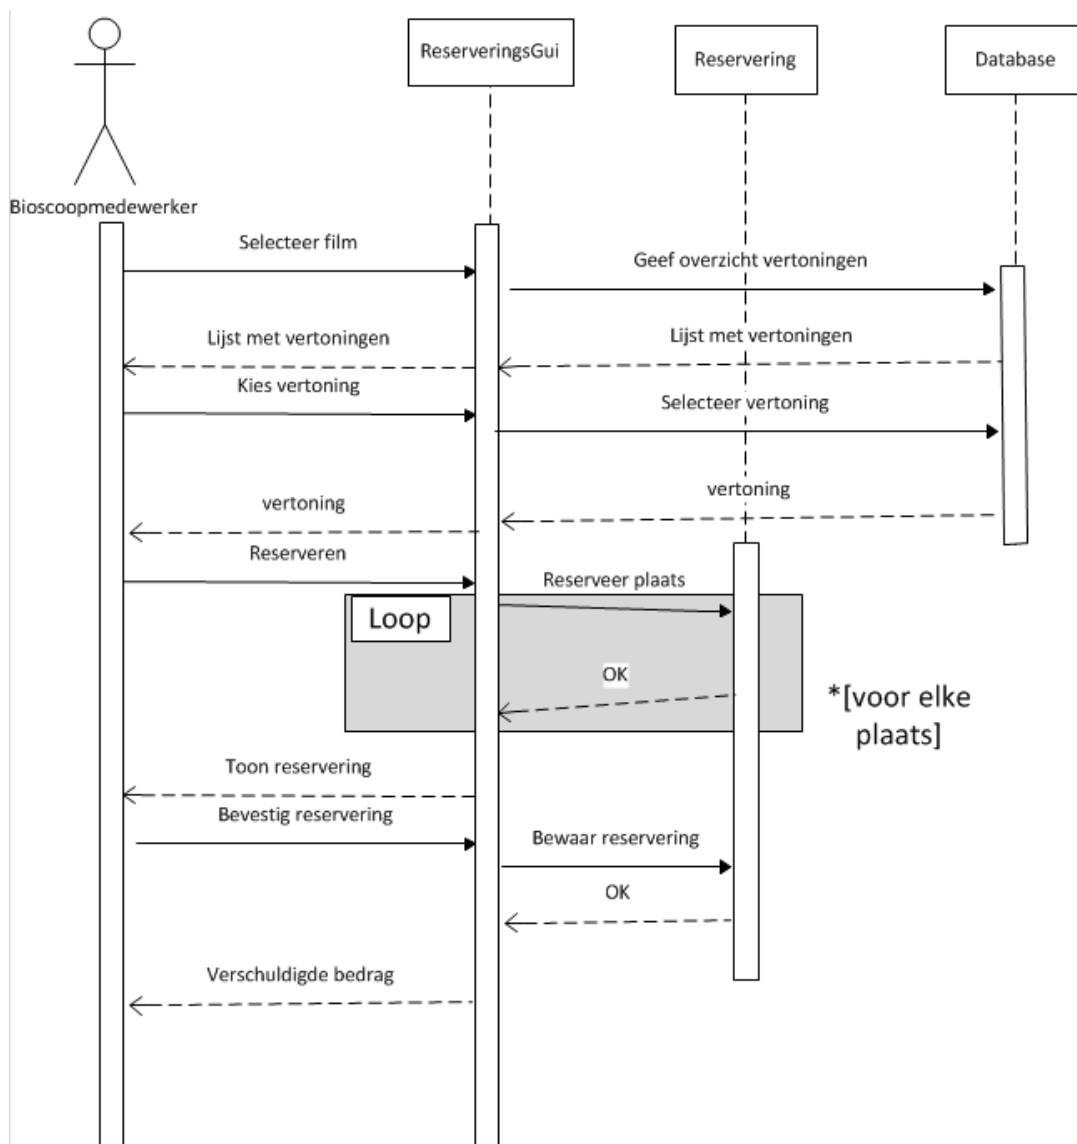 ReserveringsGui
Reservering
Database
Bioscoopmedewerker
Selecteer film
Geef overzicht vertoningen
Lijst met vertoningen
Lijst met vertoningen
Kies vertoning
Selecteer vertoning
vertoning
vertoning
Reserveren
Reserveer plaats
Loop
OK
*[voor elke
plaats]
Toon reservering
Bevestig reservering
Bewaar reservering
OK
Verschuldigde bedrag